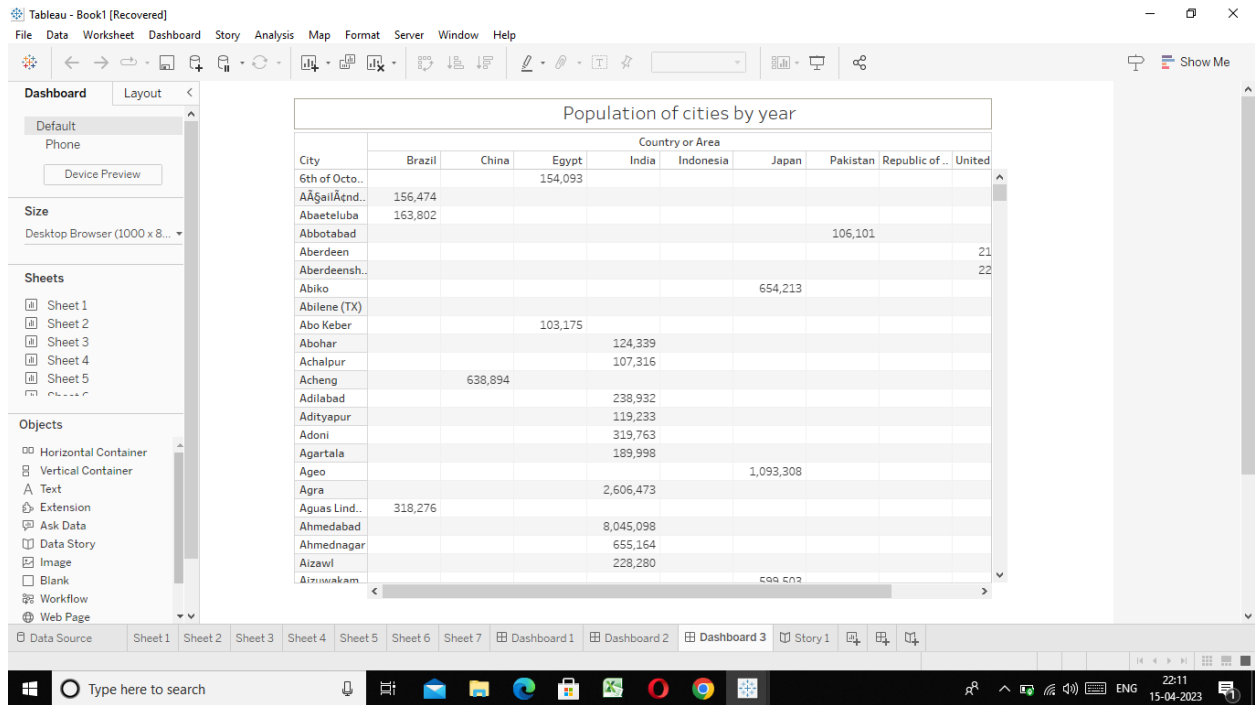 Tableau - Book1 [Recovered]
File Data Worksheet Dashboard Story Analysis Map Format Server Window Help
Show Me
Dashboard Layout
Default
Phone
Device Preview
Size
Desktop Browser (1000 x 8...
Sheets
Sheet 1
Sheet 2
Sheet 3
Sheet 4
Sheet 5
Objects
Horizontal Container
Vertical Container
A Text
Extension
Ask Data
Data Story
Image
Blank
Workflow
Web Page
Population of cities by year
Country or Area
City Brazil China Egypt India Indonesia Japan Pakistan Republic of .. United
6th of Octo.. 154,093
AÃ§ailÃ¢nd.. 156,474
Abaeteluba 163,802
Abbotabad 106,101
Aberdeen 21
Aberdeensh.. 22
Abiko 654,213
Abilene (TX)
Abo Keber 103,175
Abohar 124,339
Achalpur 107,316
Acheng 638,894
Adilabad 238,932
Adityapur 119,233
Adoni 319,763
Agartala 189,998
Ageo 1,093,308
Agra 2,606,473
Aguas Lind.. 318,276
Ahmedabad 8,045,098
Ahmednagar 655,164
Aizawl 228,280
Aizuwakam 599,503
Data Source Sheet 1 Sheet 2 Sheet 3 Sheet 4 Sheet 5 Sheet 6 Sheet 7 Dashboard 1 Dashboard 2 Dashboard 3 Story 1
Type here to search
ENG
22:11
15-04-2023
1